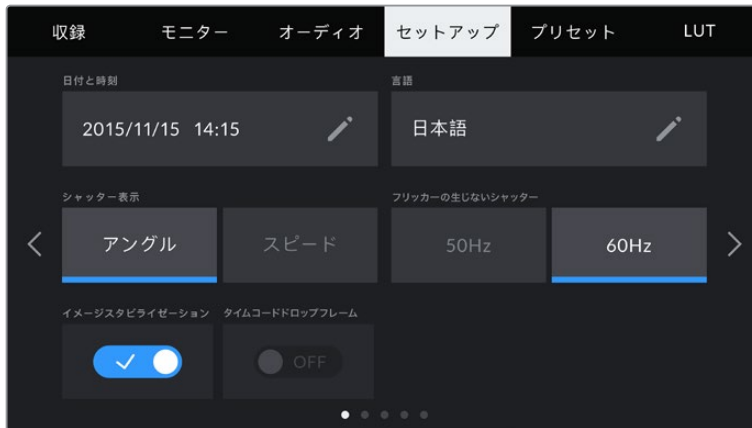 収録 モニター オーディオ セットアップ プリセット LUT
日付と時刻 言語
2015/11/15 14:15 日本語
シャッター表示 フリッカーの生じないシャッター
アングル スピード 50Hz 60Hz
イメージスタビライゼーション タイムコードドロップフレーム
OFF